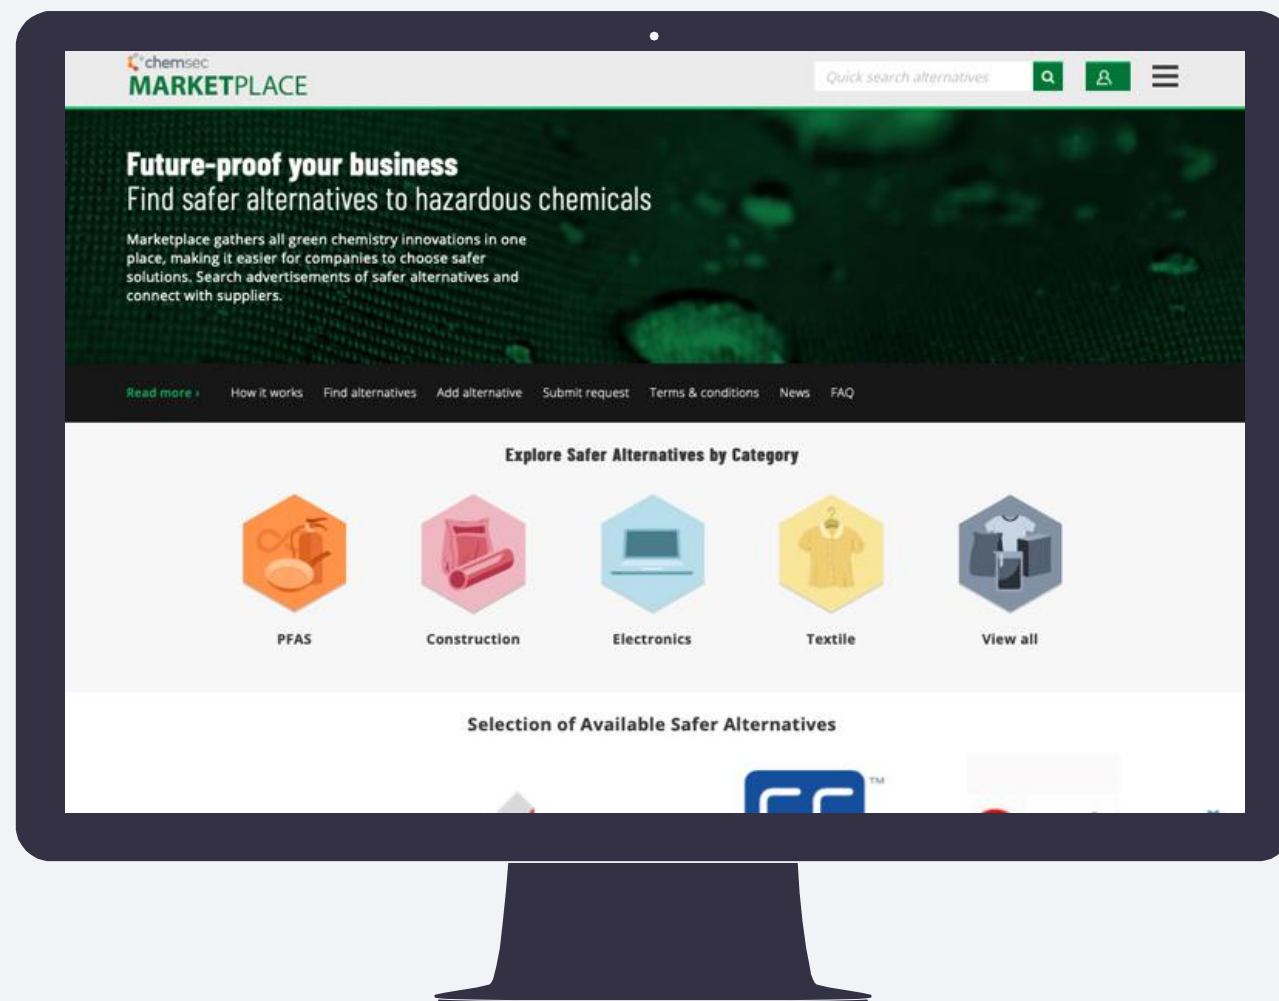 chemsec
MARKETPLACE
Quick search alternatives
Future-proof your business
Find safer alternatives to hazardous chemicals
Marketplace gathers all green chemistry innovations in one
place, making it easier for companies to choose safer
solutions. Search advertisements of safer alternatives and
connect with suppliers.
Read more ›
How it works
Find alternatives
Add alternative
Submit request
Terms & conditions
News
FAQ
Explore Safer Alternatives by Category
PFAS
Construction
Electronics
Textile
View all
Selection of Available Safer Alternatives
TM